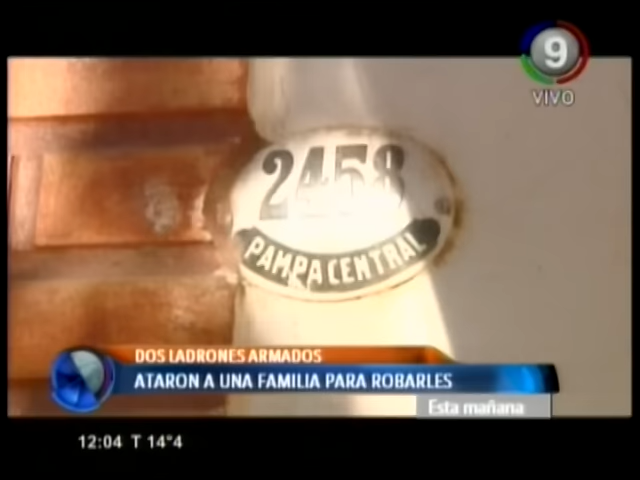 9
VIVO
2458
PAMPA CENTRAL
DOS LADRONES ARMADOS
ATARON A UNA FAMILIA PARA ROBARLES
Esta mañana
12:04 T 14°4